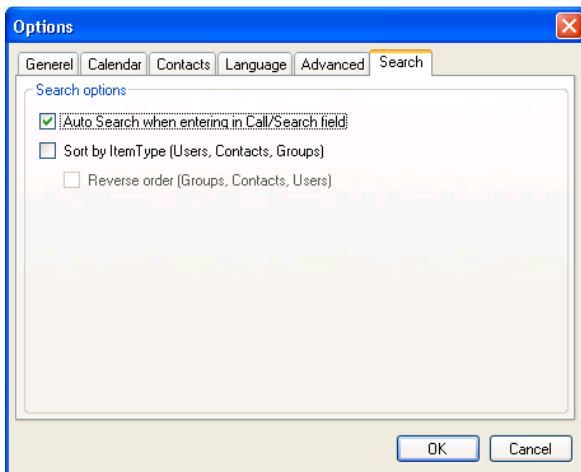 Options
Generel Calendar Contacts Language Advanced Search
Search options
Auto Search when entering in Call/Search field
Sort by ItemType (Users, Contacts, Groups)
Reverse order (Groups, Contacts, Users)
OK Cancel